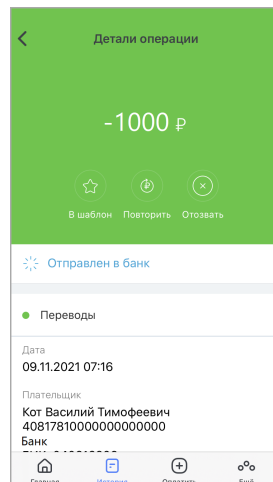 Детали операции
-1000 ₽
В шаблон Повторить Отозвать
Отправлен в банк
Переводы
Дата
09.11.2021 07:16
Плательщик
Кот Василий Тимофеевич
40817810000000000000
Банк
Главная История Оплатить Ещё